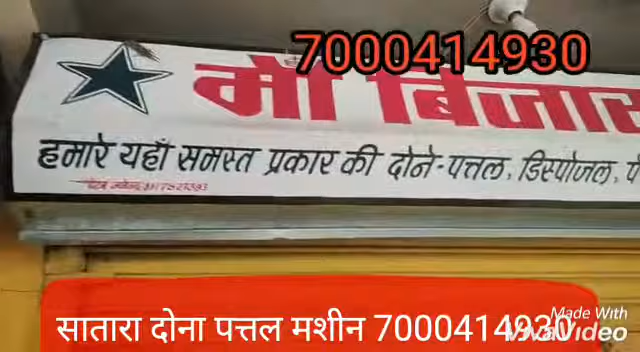 7000414930
माँ
हमारे यहाँ समस्त प्रकार की दोने-पत्तल, डिस्पोजल,
सातारा दोना पत्तल मशीन 7000414930
Made With
VivaVideo